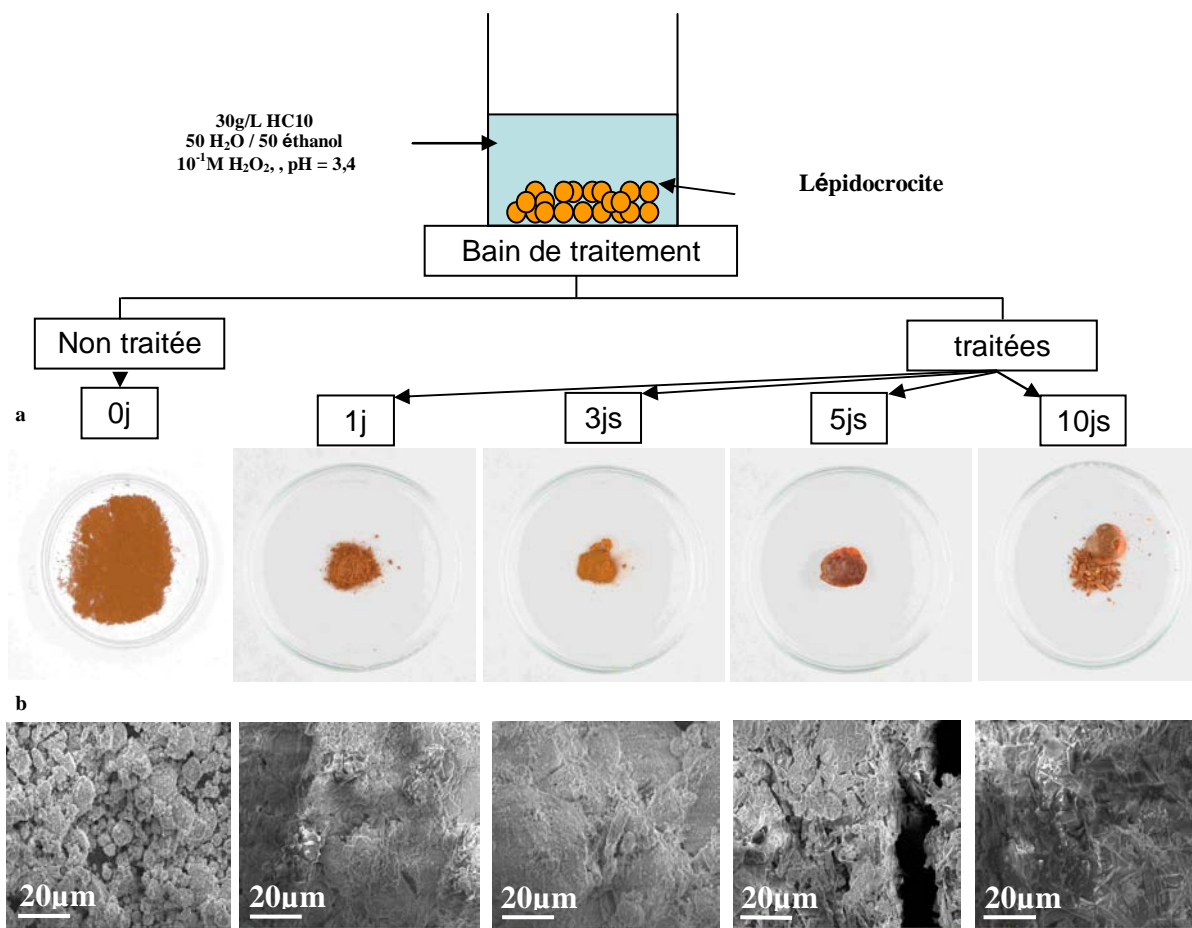 30g/L HC10
50 H₂O / 50 éthanol
10⁻¹M H₂O₂, , pH = 3,4
Lépidocrocite
Bain de traitement
Non traitée
traitées
a
0j
1j
3js
5js
10js
b
20µm
20µm
20µm
20µm
20µm